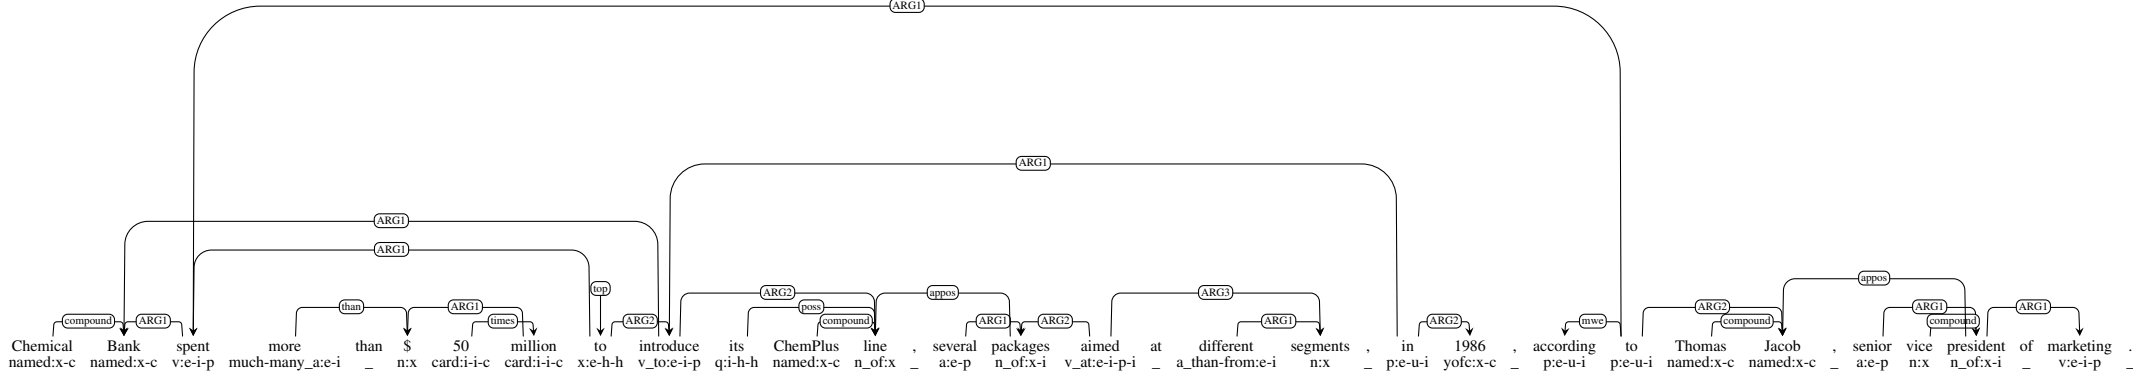 ARG1
ARG1
ARG1
ARG1
top
appos
ARG2 appos ARG3
than ARG1 poss ARG2 ARG1 ARG1
compound ARG1 times ARG2 compound ARG1 ARG2 ARG1 ARG2 mwe compound compound
Chemical Bank spent more than $ 50 million to introduce its ChemPlus line , several packages aimed at different segments , in 1986 , according to Thomas Jacob , senior vice president of marketing .
named:x-c named:x-c v:e-i-p much-many_a:e-i _ n:x card:i-i-c card:i-i-c x:e-h-h v_to:e-i-p q:i-h-h named:x-c n_of:x _ a:e-p n_of:x-i v_at:e-i-p-i _ a_than-from:e-i n:x _ p:e-u-i yofc:x-c _ p:e-u-i p:e-u-i named:x-c named:x-c _ a:e-p n:x n_of:x-i _ v:e-i-p _